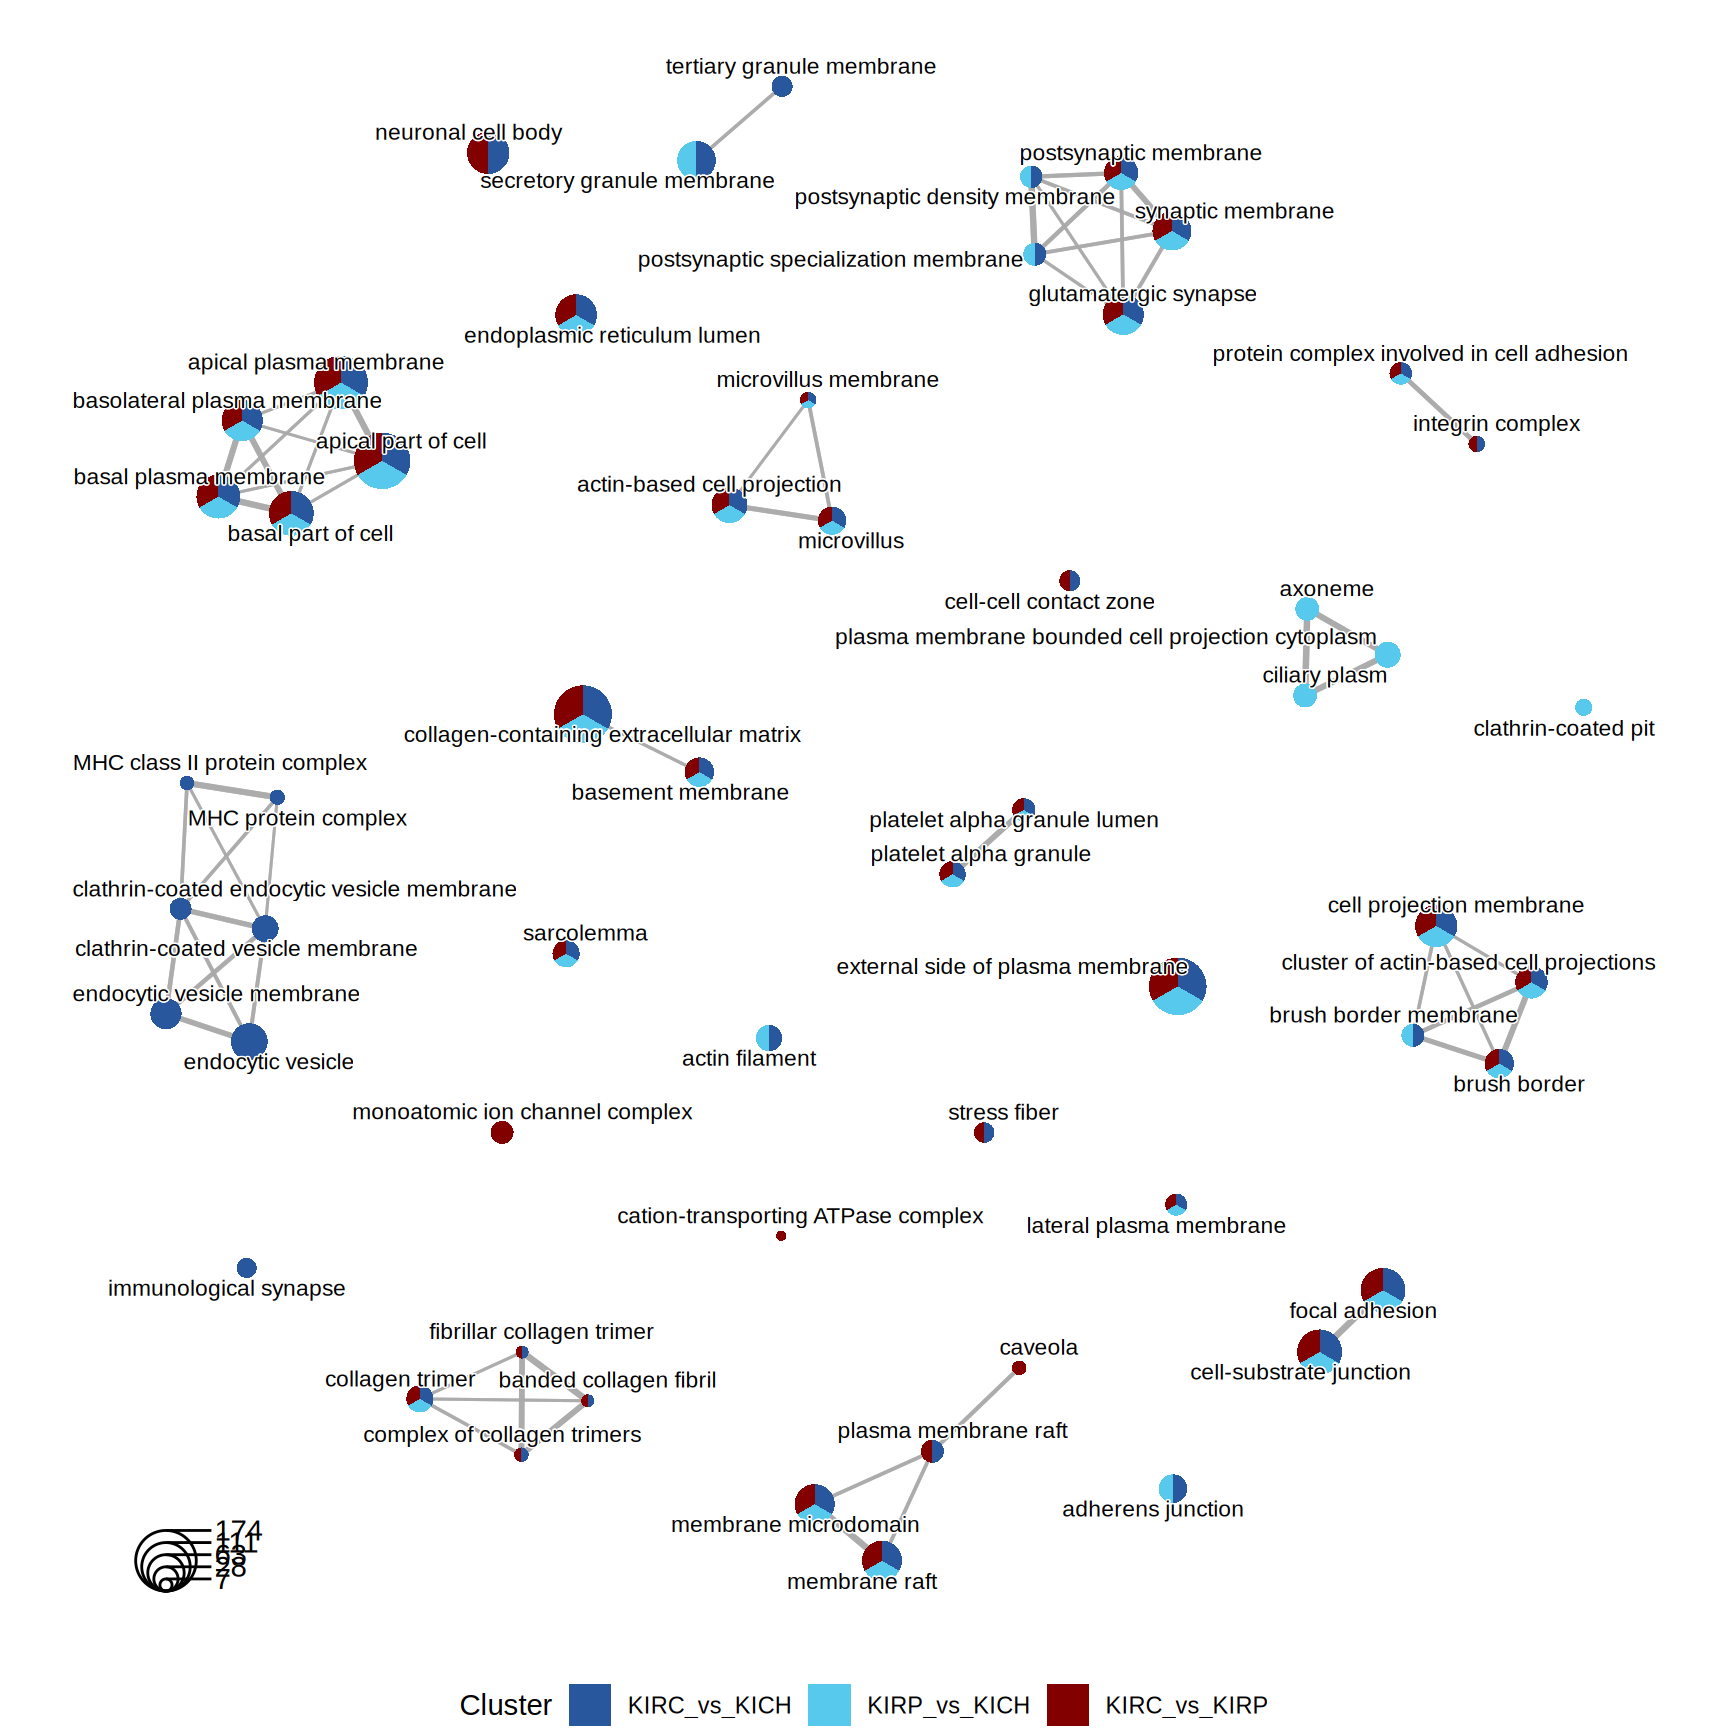 tertiary granule membrane
neuronal cell body
secretory granule membrane
postsynaptic membrane
postsynaptic density membrane
synaptic membrane
postsynaptic specialization membrane
glutamatergic synapse
endoplasmic reticulum lumen
protein complex involved in cell adhesion
integrin complex
apical plasma membrane
basolateral plasma membrane
apical part of cell
basal plasma membrane
basal part of cell
microvillus membrane
actin-based cell projection
microvillus
cell-cell contact zone
axoneme
plasma membrane bounded cell projection cytoplasm
ciliary plasm
clathrin-coated pit
collagen-containing extracellular matrix
basement membrane
MHC class II protein complex
MHC protein complex
platelet alpha granule lumen
platelet alpha granule
clathrin-coated endocytic vesicle membrane
clathrin-coated vesicle membrane
endocytic vesicle membrane
endocytic vesicle
sarcolemma
external side of plasma membrane
cell projection membrane
cluster of actin-based cell projections
brush border membrane
brush border
actin filament
monoatomic ion channel complex
stress fiber
cation-transporting ATPase complex
lateral plasma membrane
immunological synapse
focal adhesion
cell-substrate junction
fibrillar collagen trimer
collagen trimer
banded collagen fibril
complex of collagen trimers
caveola
plasma membrane raft
membrane microdomain
membrane raft
adherens junction
174
111
63
28
7
Cluster KIRC_vs_KICH KIRP_vs_KICH KIRC_vs_KIRP